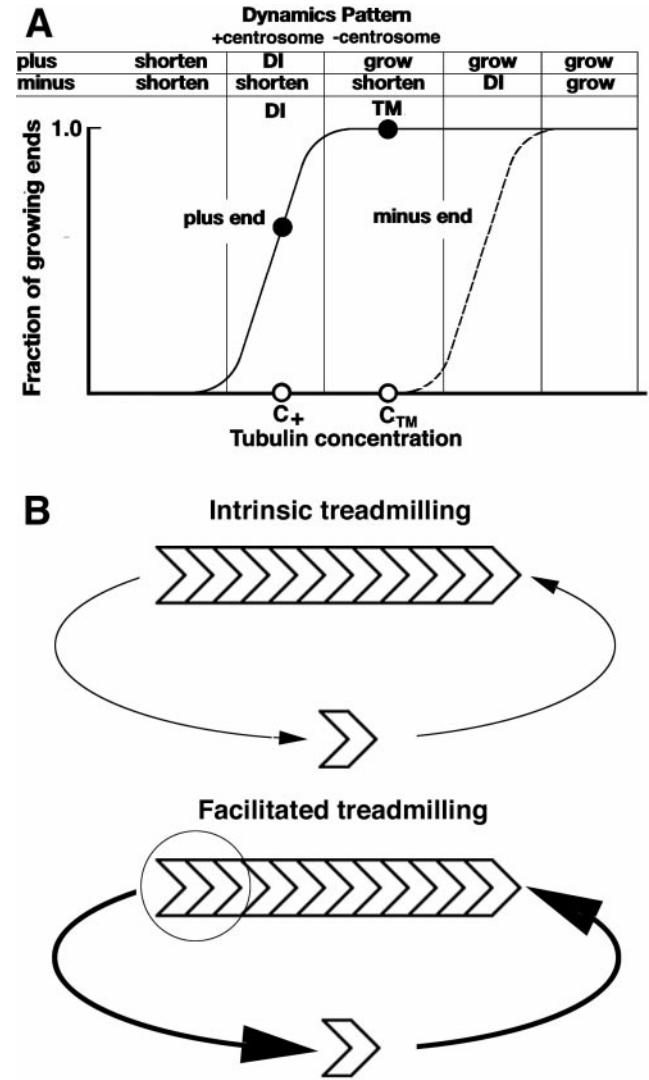 A
Dynamics Pattern
+centrosome -centrosome
plus shorten DI grow grow grow
minus shorten shorten shorten DI grow
DI TM
1.0
plus end minus end
Fraction of growing ends
C+ CTM
Tubulin concentration
B
Intrinsic treadmilling
Facilitated treadmilling